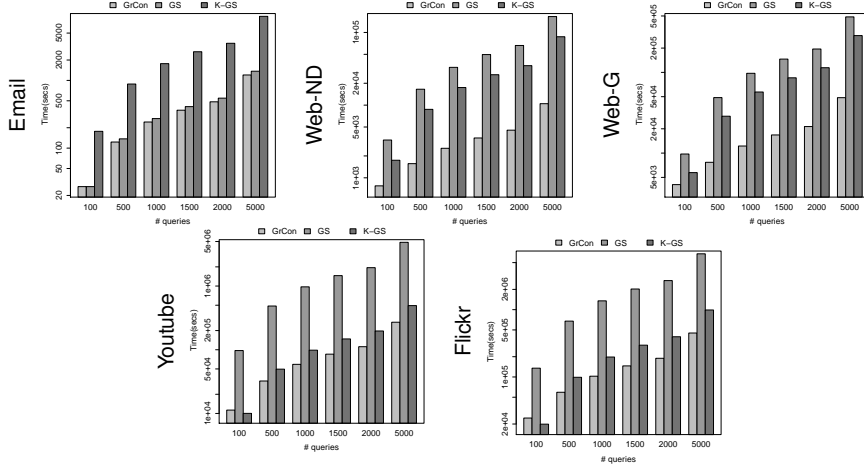 GrCon GS K−GS
Email
Time(secs)
5000
2000
500
100
50
20
100 500 1000 1500 2000 5000
# queries
GrCon GS K−GS
Web-ND
Time(secs)
1e+05
2e+04
5e+03
1e+03
100 500 1000 1500 2000 5000
# queries
GrCon GS K−GS
Web-G
Time(secs)
5e+05
2e+05
5e+04
2e+04
5e+03
100 500 1000 1500 2000 5000
# queries
GrCon GS K−GS
Youtube
Time(secs)
5e+06
1e+06
2e+05
5e+04
1e+04
100 500 1000 1500 2000 5000
# queries
GrCon GS K−GS
Flickr
Time(secs)
2e+06
5e+05
1e+05
2e+04
100 500 1000 1500 2000 5000
# queries